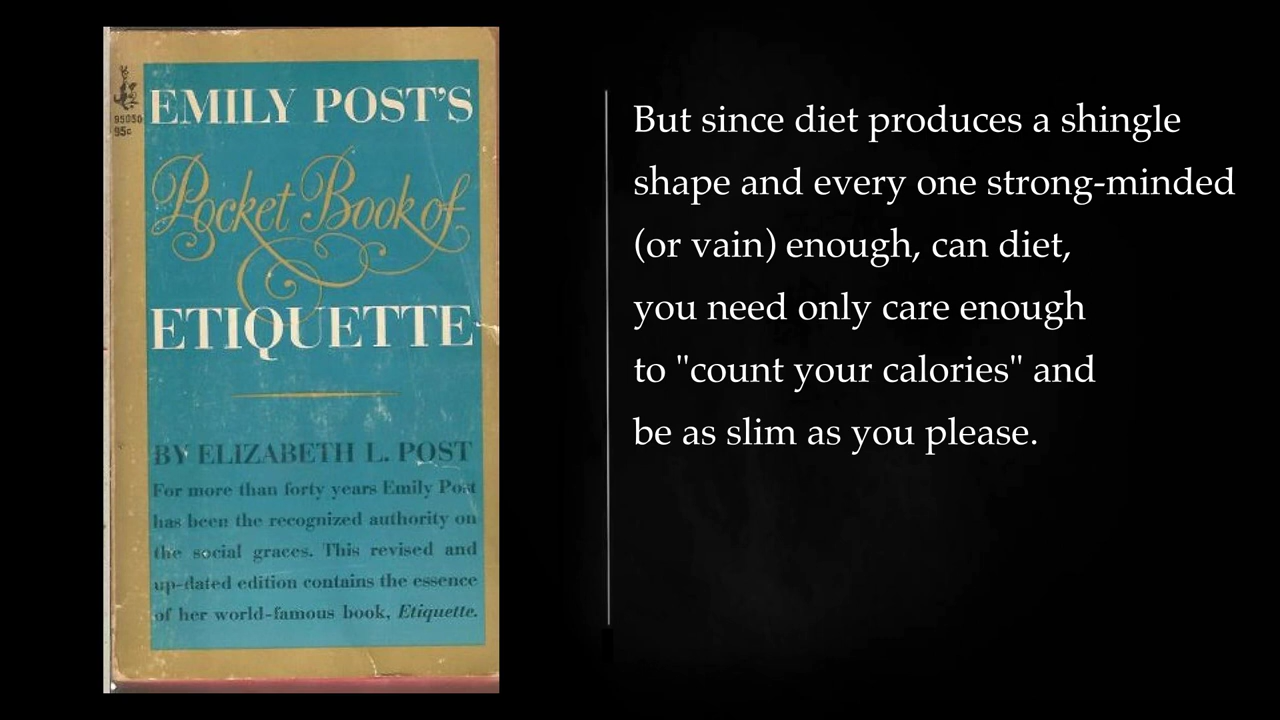 95050
95c
EMILY POST'S
Pocket Book of
ETIQUETTE
BY ELIZABETH L. POST
For more than forty years Emily Post
has been the recognized authority on
the social graces. This revised and
up-dated edition contains the essence
of her world-famous book, Etiquette.
But since diet produces a shingle
shape and every one strong-minded
(or vain) enough, can diet,
you need only care enough
to "count your calories" and
be as slim as you please.